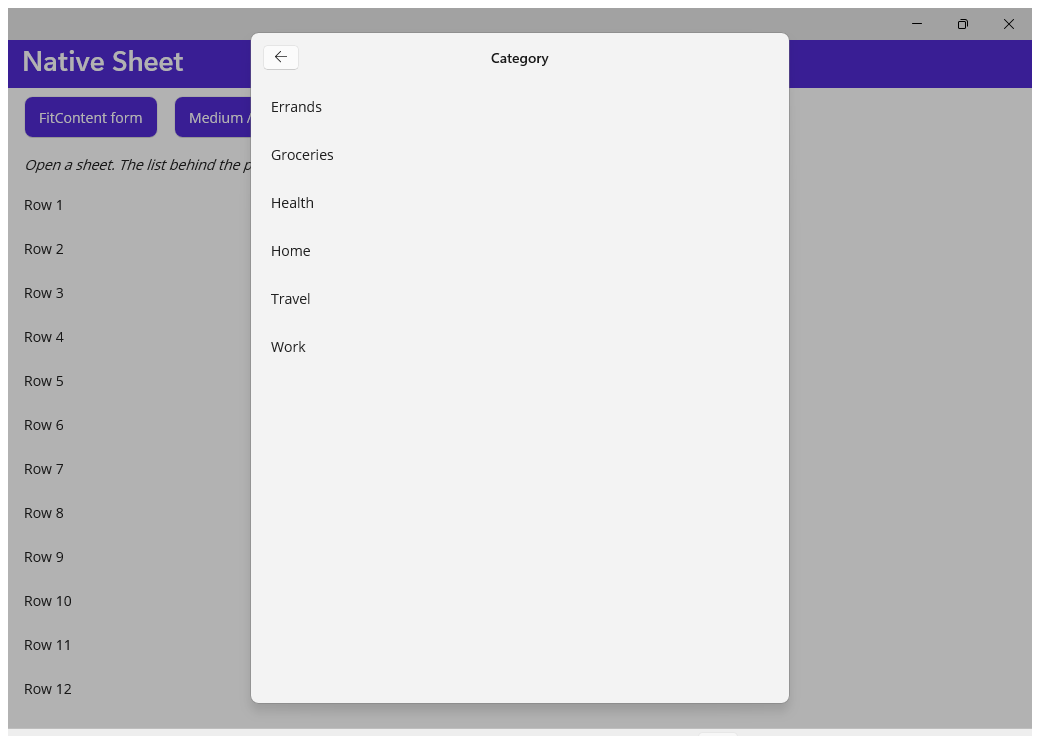 Native Sheet
Category
FitContent form
Medium /
Open a sheet. The list behind the
Errands
Groceries
Health
Home
Travel
Work
Row 1
Row 2
Row 3
Row 4
Row 5
Row 6
Row 7
Row 8
Row 9
Row 10
Row 11
Row 12